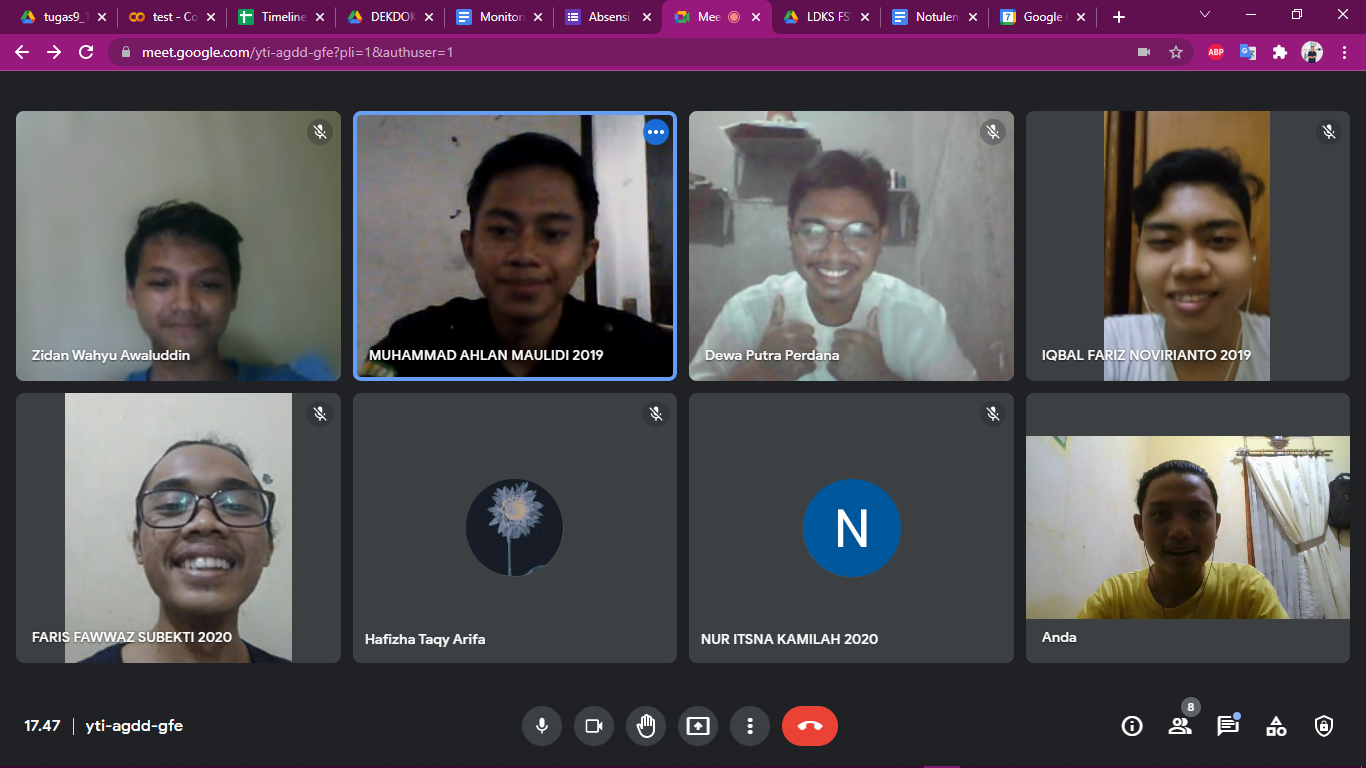 tugas9_1
test - Co
Timeline
DEKDOK
Monitori
Absensi
Mee
LDKS FS
Notulen
Google C
meet.google.com/yti-agdd-gfe?pli=1&authuser=1
ABP
Zidan Wahyu Awaluddin
MUHAMMAD AHLAN MAULIDI 2019
Dewa Putra Perdana
IQBAL FARIZ NOVIRIANTO 2019
FARIS FAWWAZ SUBEKTI 2020
Hafizha Taqy Arifa
N
NUR ITSNA KAMILAH 2020
Anda
17.47 | yti-agdd-gfe
8